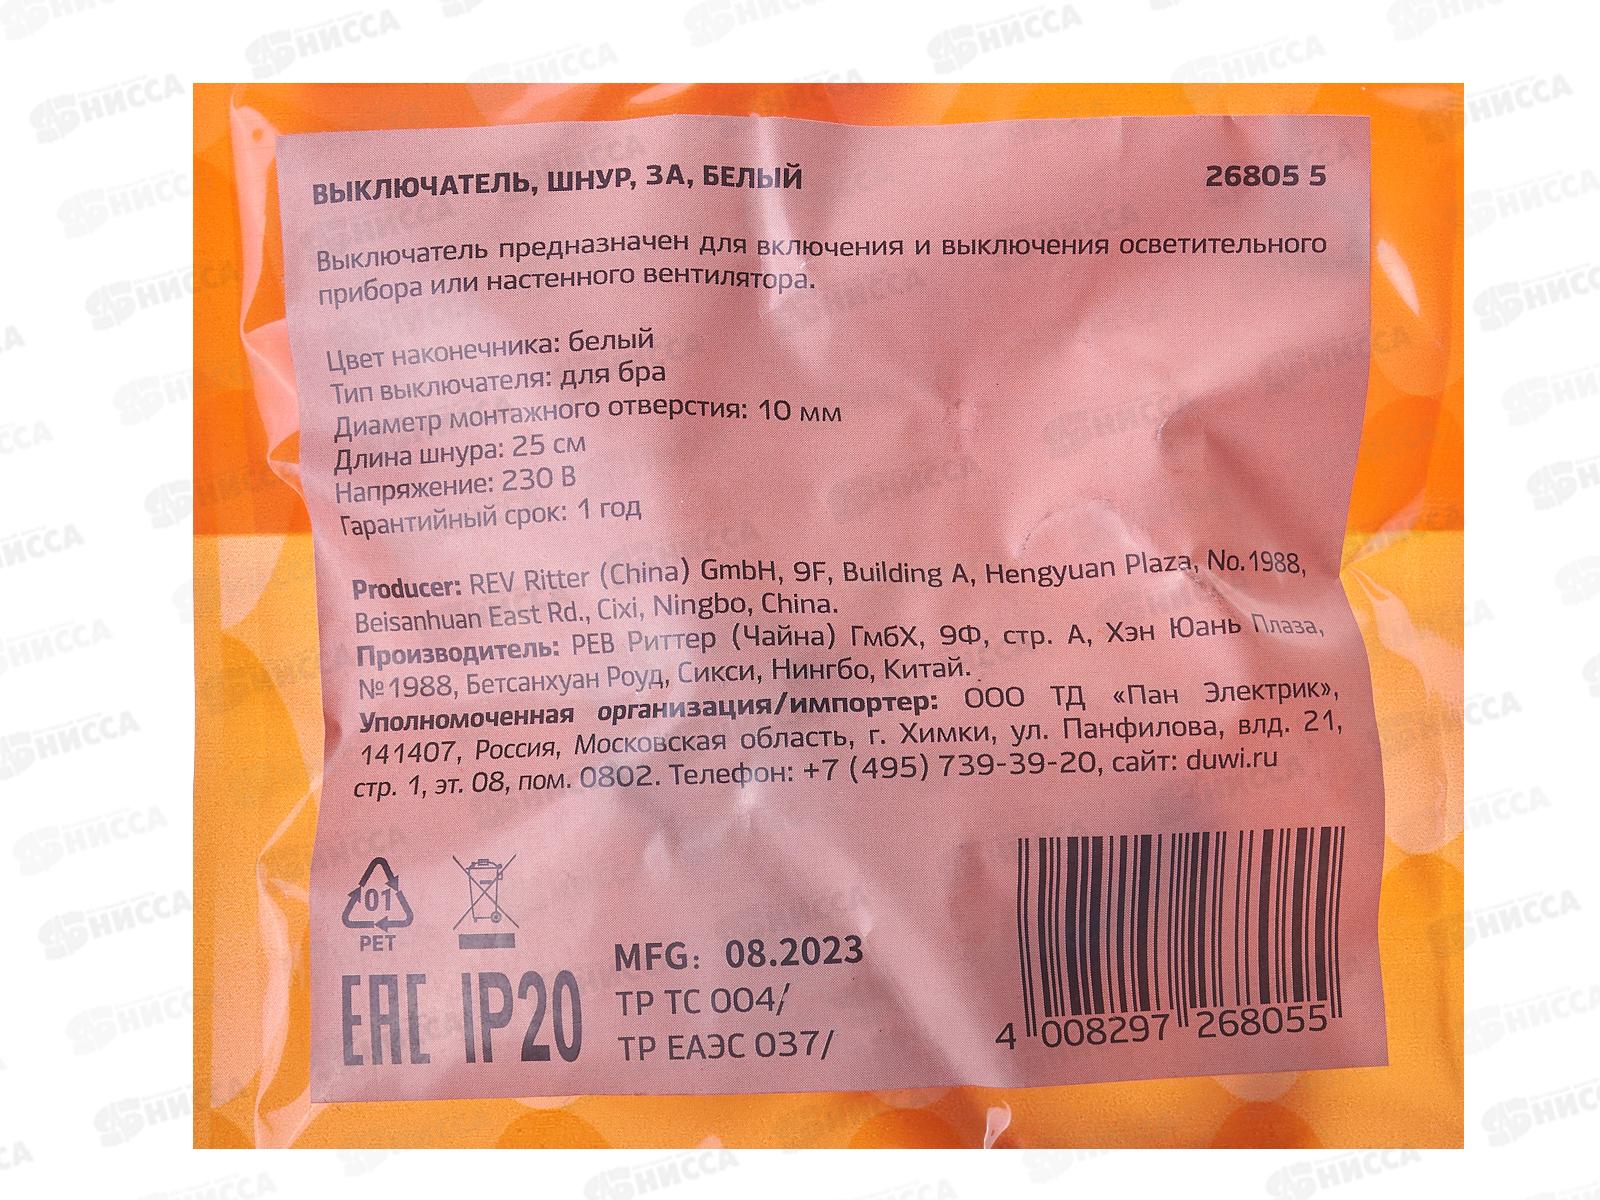 ВЫКЛЮЧАТЕЛЬ, ШНУР, 3А, БЕЛЫЙ 26805 5
Выключатель предназначен для включения и выключения осветительного
прибора или настенного вентилятора.
Цвет наконечника: белый
Тип выключателя: для бра
Диаметр монтажного отверстия: 10 мм
Длина шнура: 25 см
Напряжение: 230 В
Гарантийный срок: 1 год
Producer: REV Ritter (China) GmbH, 9F, Building A, Hengyuan Plaza, No.1988,
Beisanhuan East Rd., Cixi, Ningbo, China.
Производитель: РЕВ Риттер (Чайна) ГмбХ, 9Ф, стр. А, Хэн Юань Плаза,
№1988, Бетсанхуан Роуд, Сикси, Нингбо, Китай.
Уполномоченная организация/импортер: ООО ТД «Пан Электрик»,
141407, Россия, Московская область, г. Химки, ул. Панфилова, влд. 21,
стр. 1, эт. 08, пом. 0802. Телефон: +7 (495) 739-39-20, сайт: duwi.ru
01
PET
EAC IP20
MFG: 08.2023
ТР ТС 004/
ТР ЕАЭС 037/
4 008297 268055
НИССА